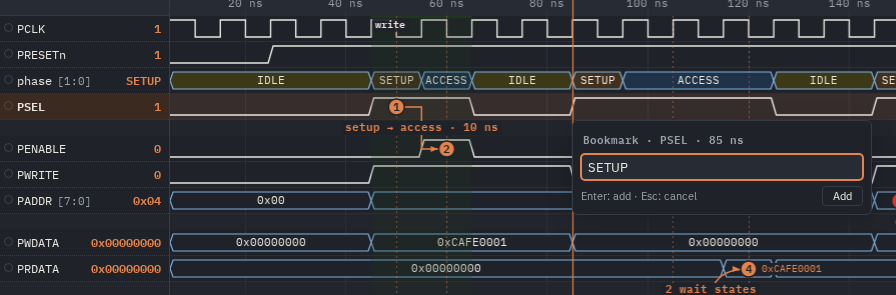 20 ns 40 ns 60 ns 80 ns 100 ns 120 ns 140 ns
PCLK 1 write
PRESETn 1
phase [1:0] SETUP IDLE SETUP ACCESS IDLE SETUP ACCESS IDLE SE
PSEL 1 1
setup → access · 10 ns
Bookmark · PSEL · 85 ns
PENABLE 0 2
SETUP
PWRITE 0
PADDR [7:0] 0x04 0x00
Enter: add · Esc: cancel Add
PWDATA 0x00000000 0x00000000 0xCAFE0001 0x00000000
PRDATA 0x00000000 0x00000000 4 0xCAFE0001
2 wait states